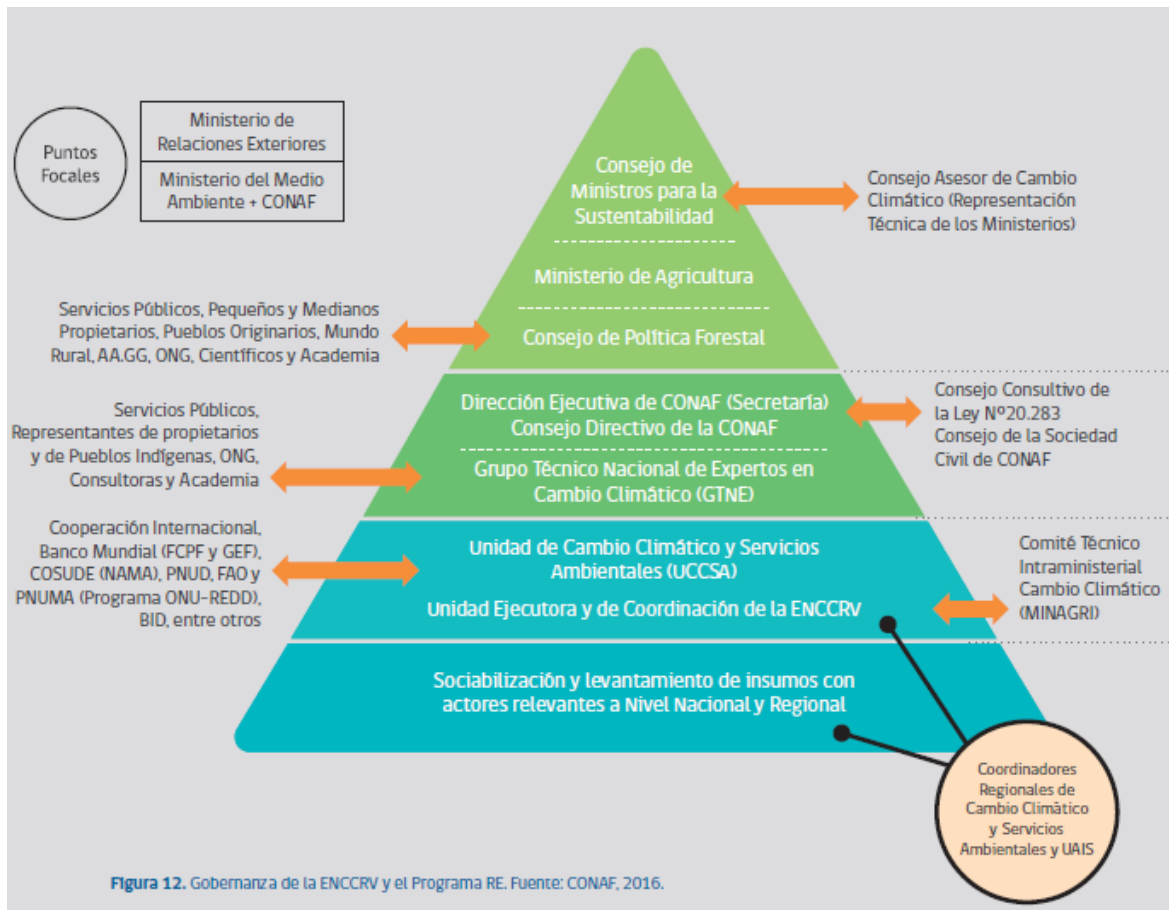 Puntos
Focales
Ministerio de
Relaciones Exteriores
Ministerio del Medio
Ambiente + CONAF
Consejo de
Ministros para la
Sustentabilidad
Consejo Asesor de Cambio
Climático (Representación
Técnica de los Ministerios)
Ministerio de Agricultura
Servicios Públicos, Pequeños y Medianos
Propietarios, Pueblos Originarios, Mundo
Rural, AA.GG, ONG, Científicos y Academia
Consejo de Política Forestal
Dirección Ejecutiva de CONAF (Secretaría)
Consejo Directivo de la CONAF
Consejo Consultivo de
la Ley Nº20.283
Consejo de la Sociedad
Civil de CONAF
Servicios Públicos,
Representantes de propietarios
y de Pueblos Indígenas, ONG,
Consultoras y Academia
Grupo Técnico Nacional de Expertos en
Cambio Climático (GTNE)
Cooperación Internacional,
Banco Mundial (FCPF y GEF),
COSUDE (NAMA), PNUD, FAO y
PNUMA (Programa ONU-REDD),
BID, entre otros
Unidad de Cambio Climático y Servicios
Ambientales (UCCSA)
Unidad Ejecutora y de Coordinación de la ENCCRV
Comité Técnico
Intraministerial
Cambio Climático
(MINAGRI)
Sociabilización y levantamiento de insumos con
actores relevantes a Nivel Nacional y Regional
Coordinadores
Regionales de
Cambio Climático
y Servicios
Ambientales y UAIS
Figura 12. Gobernanza de la ENCCRV y el Programa RE. Fuente: CONAF, 2016.